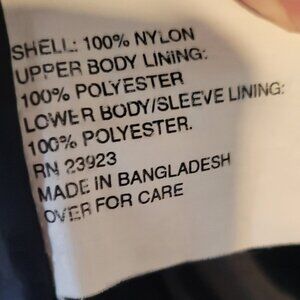 SHELL: 100% NYLON
UPPER BODY LINING:
100% POLYESTER
LOWER BODY/SLEEVE LINING:
100% POLYESTER.
RN 23923
MADE IN BANGLADESH
OVER FOR CARE